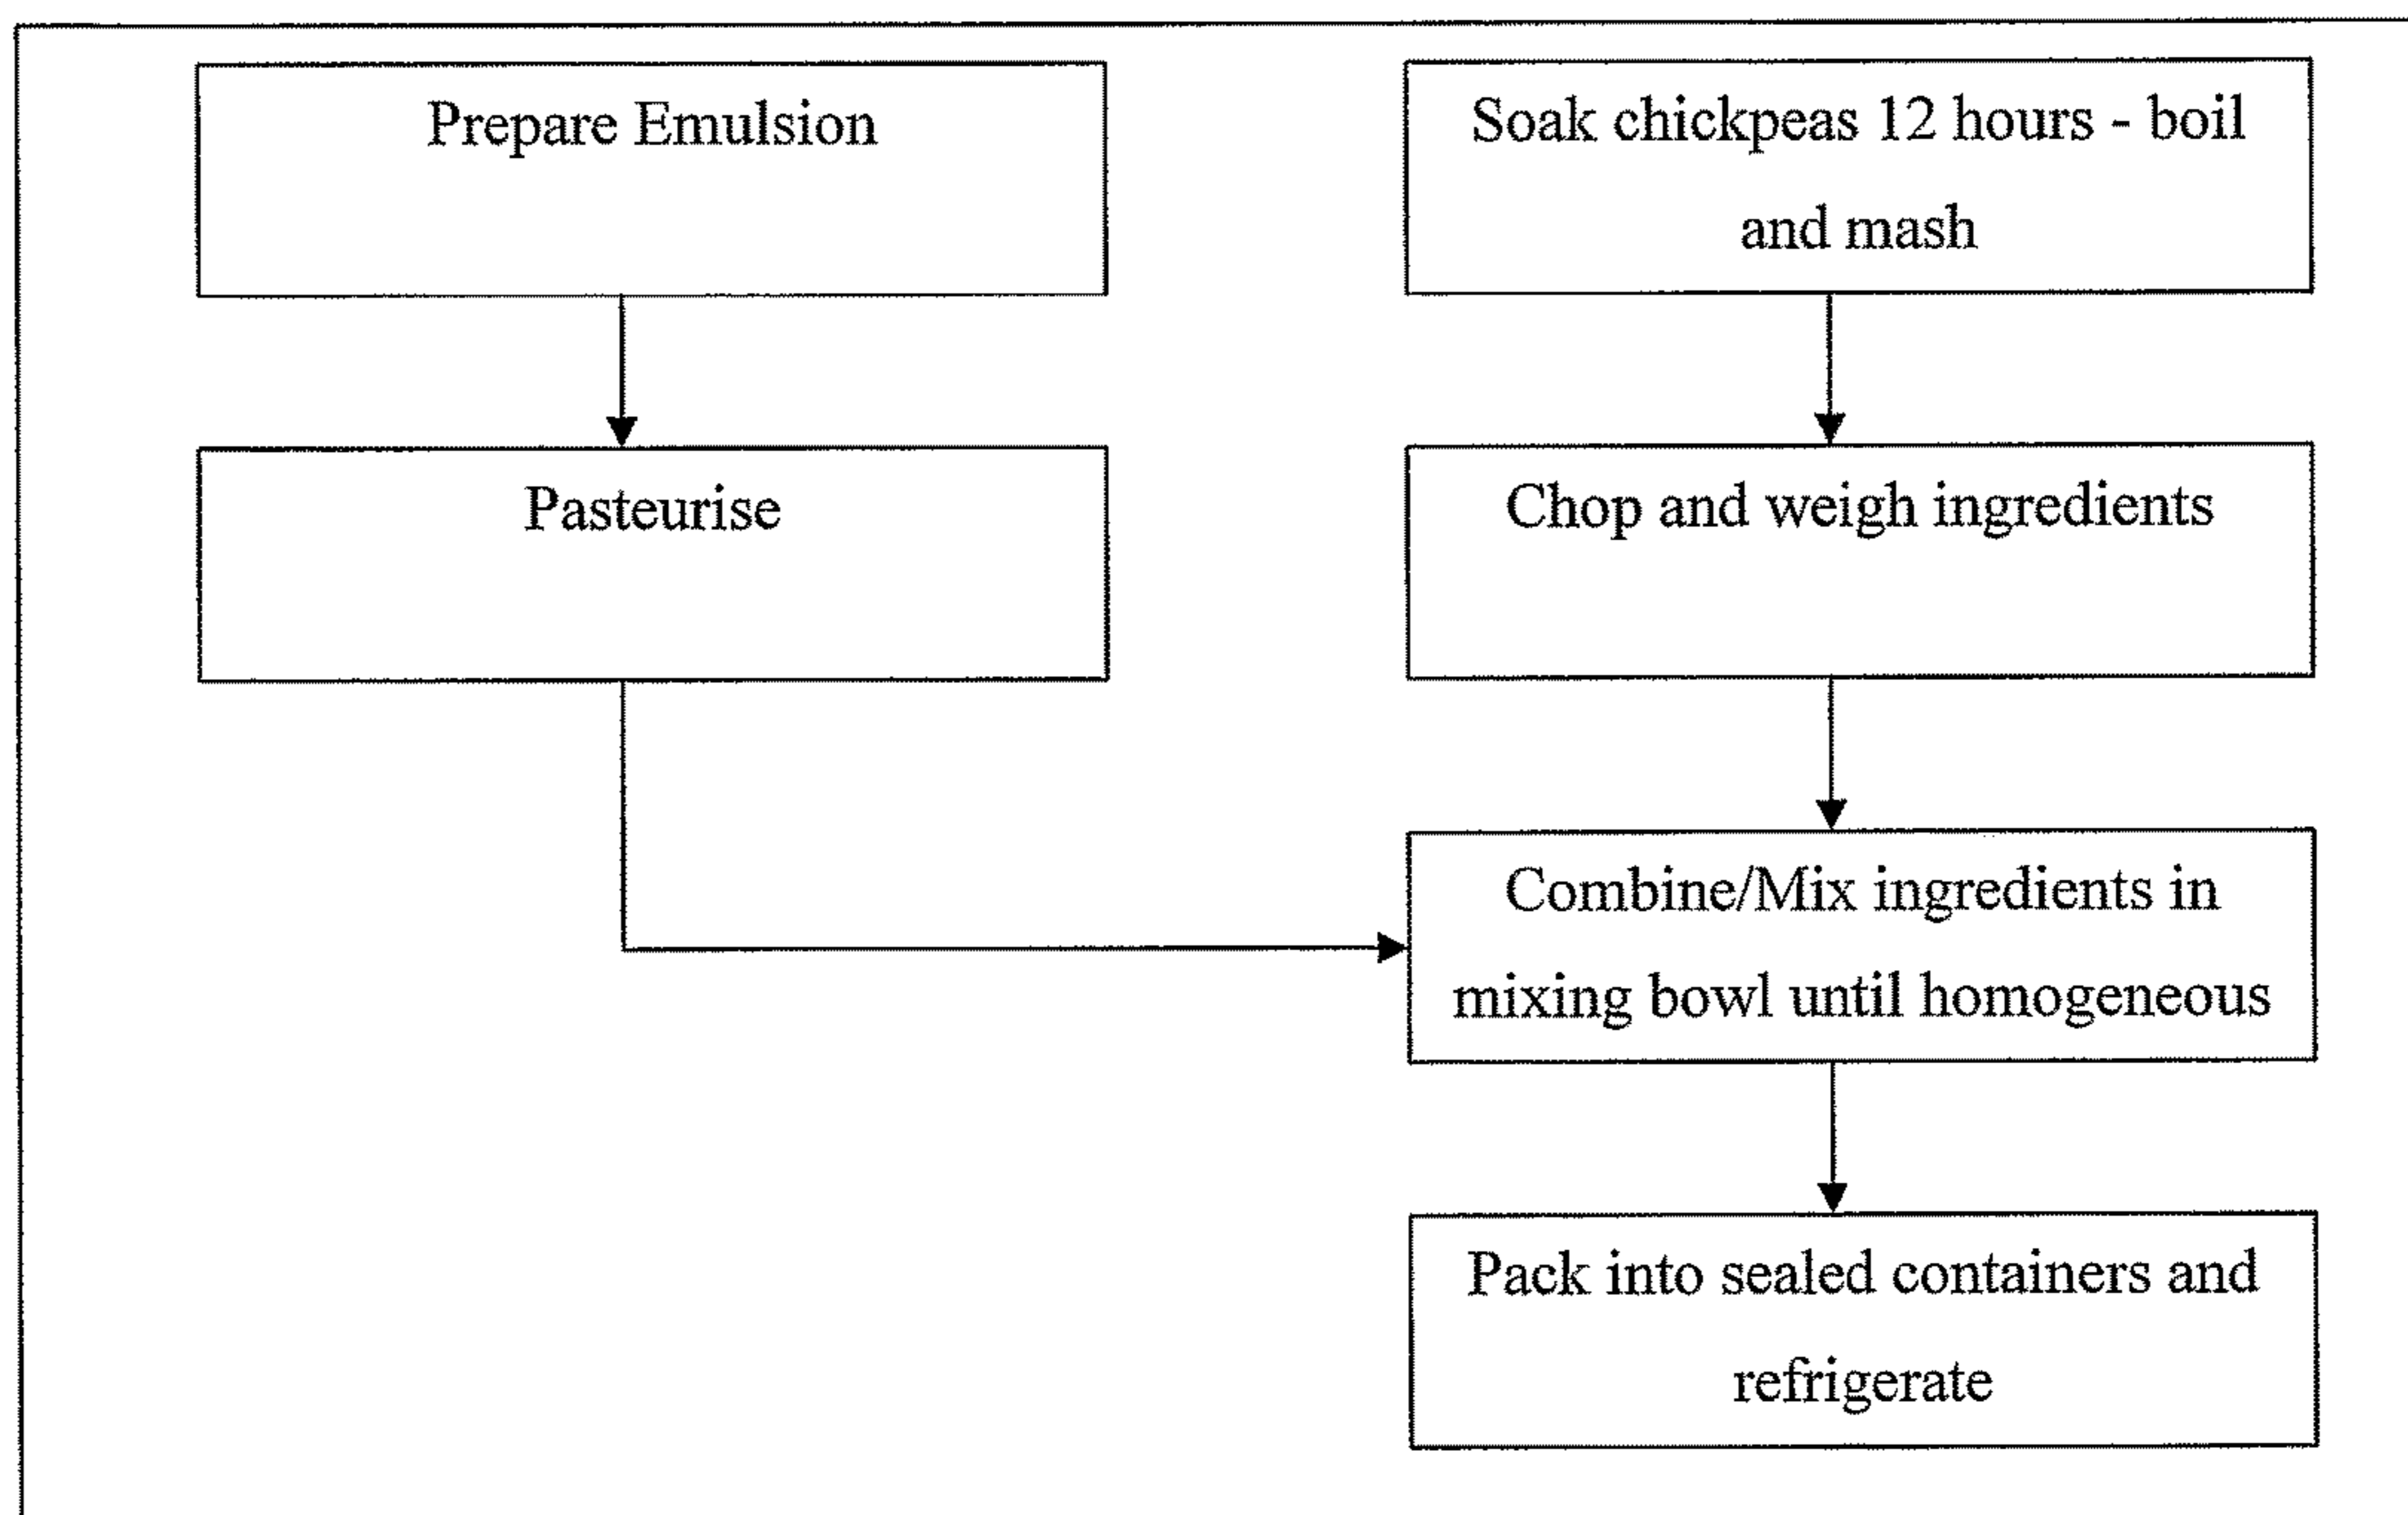 Prepare Emulsion
Pasteurise
Soak chickpeas 12 hours - boil
and mash
Chop and weigh ingredients
Combine/Mix ingredients in
mixing bowl until homogeneous
Pack into sealed containers and
refrigerate